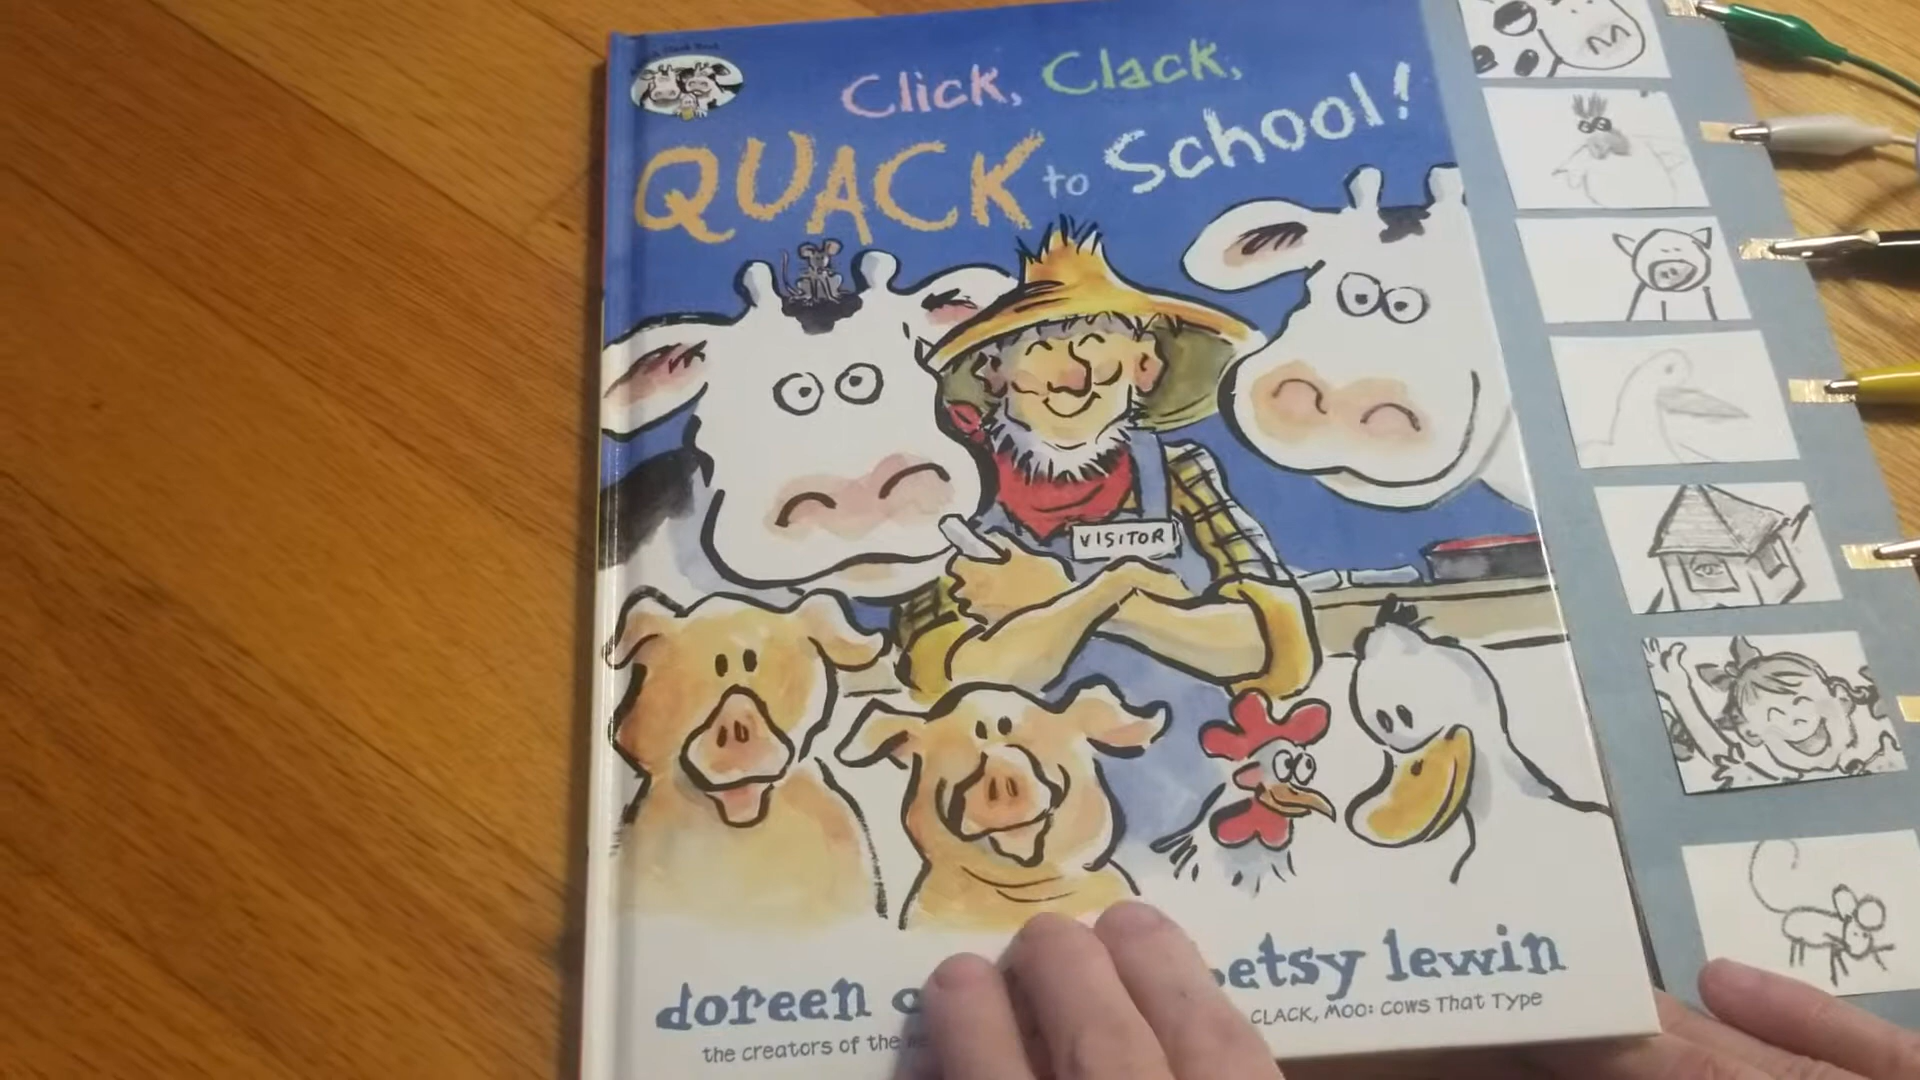 Click, Clack,
QUACK to School!
VISITOR
doreen
betsy lewin
the creators of the
CLACK, MOO: COWS THAT TYPE